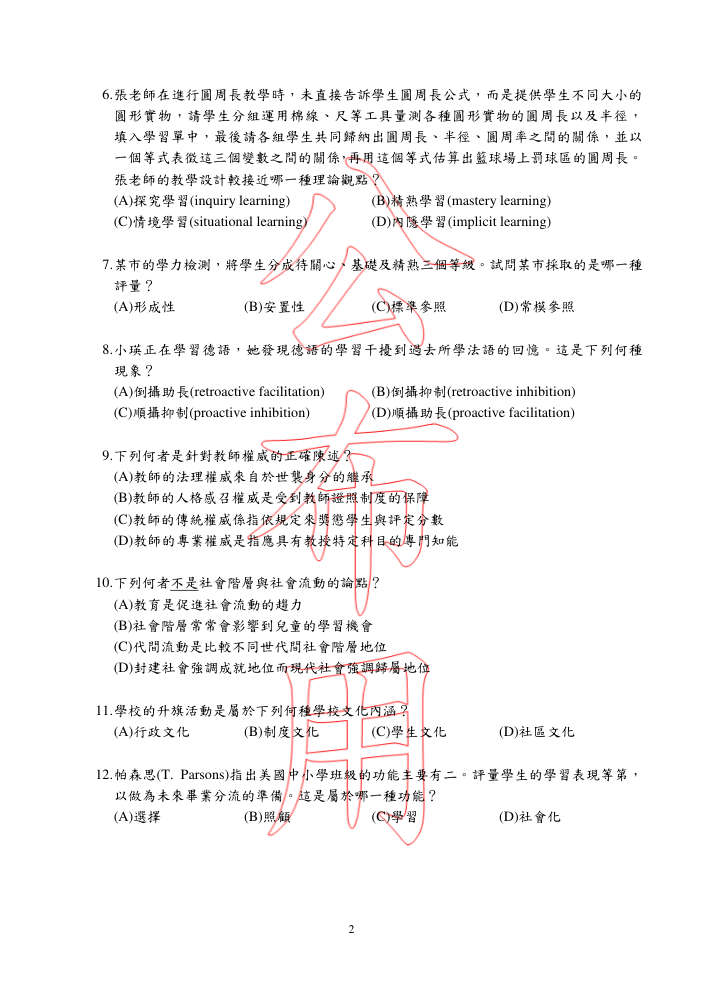 6.張老師在進行圓周長教學時，未直接告訴學生圓周長公式，而是提供學生不同大小的
圓形實物，請學生分組運用棉線、尺等工具量測各種圓形實物的圓周長以及半徑，
填入學習單中，最後請各組學生共同歸納出圓周長、半徑、圓周率之間的關係，並以
一個等式表徵這三個變數之間的關係，再用這個等式估算出籃球場上罰球區的圓周長。
張老師的教學設計較接近哪一種理論觀點？
(A)探究學習(inquiry learning) (B)精熟學習(mastery learning)
(C)情境學習(situational learning) (D)內隱學習(implicit learning)
7.某市的學力檢測，將學生分成待關心、基礎及精熟三個等級。試問某市採取的是哪一種
評量？
(A)形成性 (B)安置性 (C)標準參照 (D)常模參照
8.小瑛正在學習德語，她發現德語的學習干擾到過去所學法語的回憶。這是下列何種
現象？
(A)倒攝助長(retroactive facilitation) (B)倒攝抑制(retroactive inhibition)
(C)順攝抑制(proactive inhibition) (D)順攝助長(proactive facilitation)
9.下列何者是針對教師權威的正確陳述？
(A)教師的法理權威來自於世襲身分的繼承
(B)教師的人格感召權威是受到教師證照制度的保障
(C)教師的傳統權威係指依規定來獎懲學生與評定分數
(D)教師的專業權威是指應具有教授特定科目的專門知能
10.下列何者不是社會階層與社會流動的論點？
(A)教育是促進社會流動的趨力
(B)社會階層常常會影響到兒童的學習機會
(C)代間流動是比較不同世代間社會階層地位
(D)封建社會強調成就地位而現代社會強調歸屬地位
11.學校的升旗活動是屬於下列何種學校文化內涵？
(A)行政文化 (B)制度文化 (C)學生文化 (D)社區文化
12.帕森思(T. Parsons)指出美國中小學班級的功能主要有二。評量學生的學習表現等第，
以做為未來畢業分流的準備。這是屬於哪一種功能？
(A)選擇 (B)照顧 (C)學習 (D)社會化
公布用
2